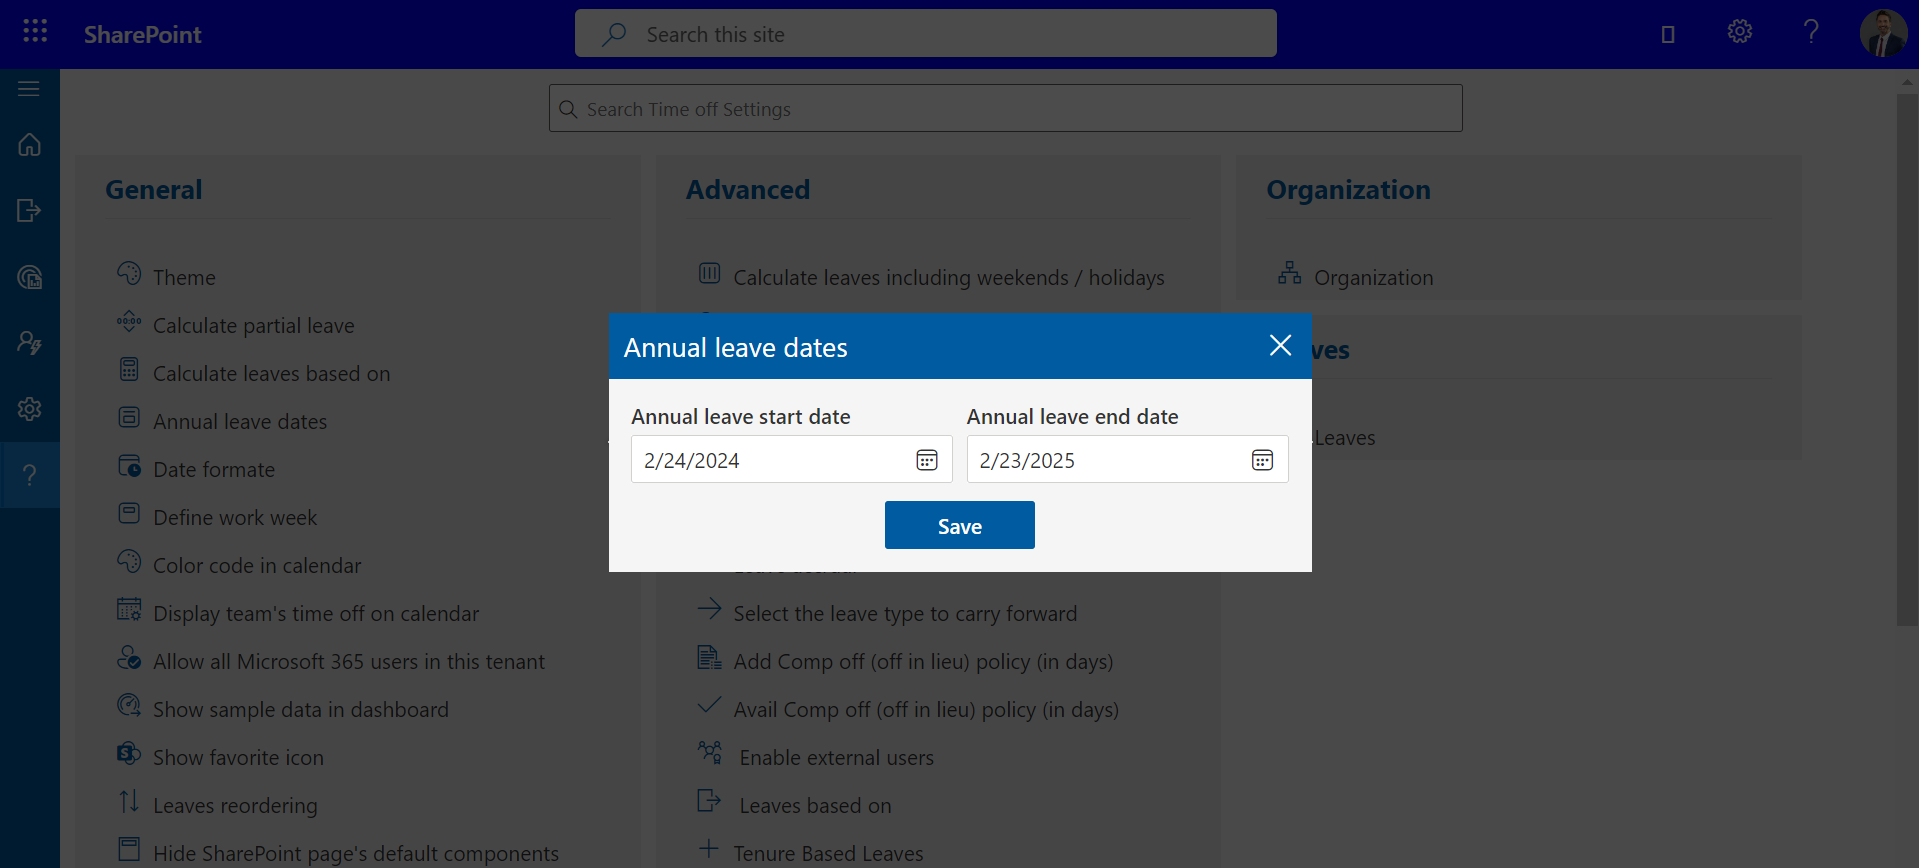 SharePoint
Search this site
Search Time off Settings
General
Theme
Calculate partial leave
Calculate leaves based on
Annual leave dates
Date formate
Define work week
Color code in calendar
Display team's time off on calendar
Allow all Microsoft 365 users in this tenant
Show sample data in dashboard
Show favorite icon
Leaves reordering
Hide SharePoint page's default components
Advanced
Calculate leaves including weekends / holidays
Select the leave type to carry forward
Add Comp off (off in lieu) policy (in days)
Avail Comp off (off in lieu) policy (in days)
Enable external users
Leaves based on
Tenure Based Leaves
Organization
Organization
ves
Leaves
Annual leave dates
Annual leave start date
2/24/2024
Annual leave end date
2/23/2025
Save